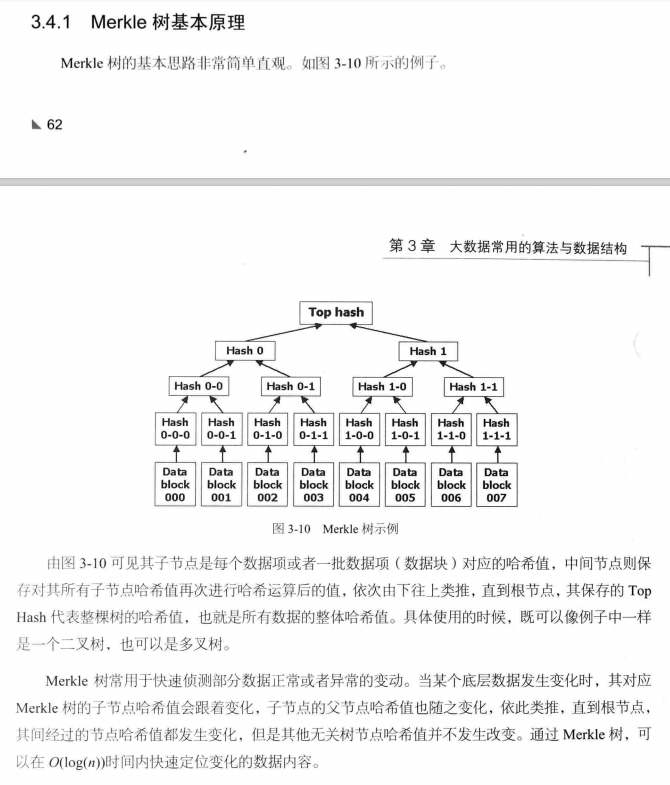 3.4.1 Merkle 树基本原理
Merkle 树的基本思路非常简单直观。如图 3-10 所示的例子。
62
第 3 章 大数据常用的算法与数据结构
Top hash
Hash 0 Hash 1
Hash 0-0 Hash 0-1 Hash 1-0 Hash 1-1
Hash Hash Hash Hash Hash Hash Hash Hash
0-0-0 0-0-1 0-1-0 0-1-1 1-0-0 1-0-1 1-1-0 1-1-1
Data Data Data Data Data Data Data Data
block block block block block block block block
000 001 002 003 004 005 006 007
图 3-10 Merkle 树示例
由图 3-10 可见其子节点是每个数据项或者一批数据项（数据块）对应的哈希值，中间节点则保
存对其所有子节点哈希值再次进行哈希运算后的值，依次由下往上类推，直到根节点，其保存的 Top
Hash 代表整棵树的哈希值，也就是所有数据的整体哈希值。具体使用的时候，既可以像例子中一样
是一个二叉树，也可以是多叉树。
Merkle 树常用于快速侦测部分数据正常或者异常的变动。当某个底层数据发生变化时，其对应
Merkle 树的子节点哈希值会跟着变化，子节点的父节点哈希值也随之变化，依此类推，直到根节点，
其间经过的节点哈希值都发生变化，但是其他无关树节点哈希值并不发生改变。通过 Merkle 树，可
以在 O(log(n))时间内快速定位变化的数据内容。